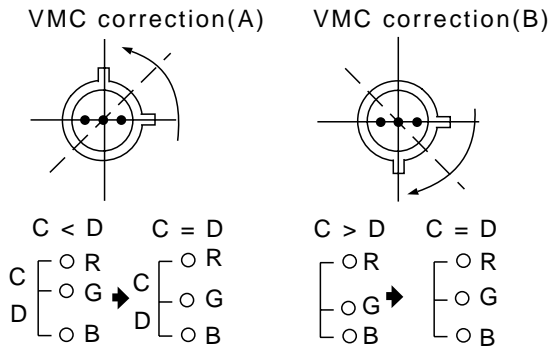 VMC correction(A)
VMC correction(B)
C < D
C = D
C > D
C = D
C
D
R
G
B
C
D
R
G
B
R
G
B
R
G
B